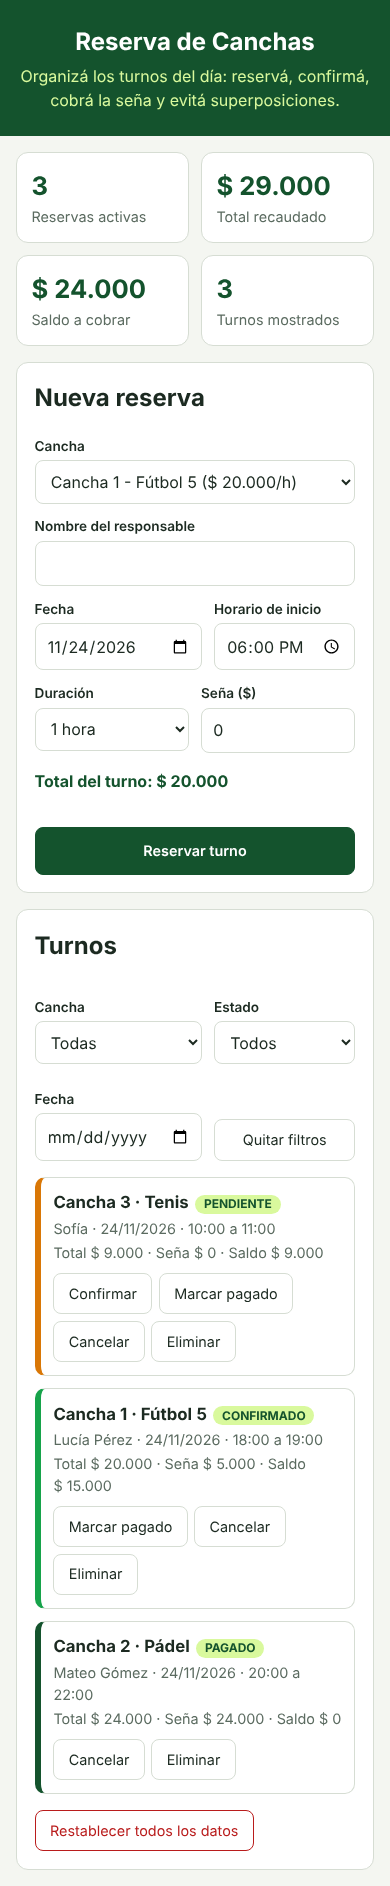 Reserva de Canchas
Organizá los turnos del día: reservá, confirmá,
cobrá la seña y evitá superposiciones.
3
Reservas activas
$ 29.000
Total recaudado
$ 24.000
Saldo a cobrar
3
Turnos mostrados
Nueva reserva
Cancha
Cancha 1 - Fútbol 5 ($ 20.000/h)
Nombre del responsable
Fecha
Horario de inicio
11/24/2026
06:00 PM
Duración
Seña ($)
1 hora
0
Total del turno: $ 20.000
Reservar turno
Turnos
Cancha
Estado
Todas
Todos
Fecha
mm/dd/yyyy
Quitar filtros
Cancha 3 · Tenis PENDIENTE
Sofía · 24/11/2026 · 10:00 a 11:00
Total $ 9.000 · Seña $ 0 · Saldo $ 9.000
Confirmar
Marcar pagado
Cancelar
Eliminar
Cancha 1 · Fútbol 5 CONFIRMADO
Lucía Pérez · 24/11/2026 · 18:00 a 19:00
Total $ 20.000 · Seña $ 5.000 · Saldo
$ 15.000
Marcar pagado
Cancelar
Eliminar
Cancha 2 · Pádel PAGADO
Mateo Gómez · 24/11/2026 · 20:00 a
22:00
Total $ 24.000 · Seña $ 24.000 · Saldo $ 0
Cancelar
Eliminar
Restablecer todos los datos